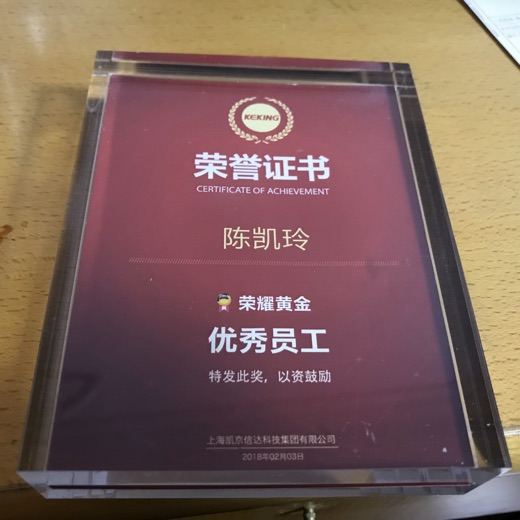 KEKING
荣誉证书
CERTIFICATE OF ACHIEVEMENT
陈凯玲
荣耀黄金
优秀员工
特发此奖，以资鼓励
上海凯京信达科技集团有限公司
2018年02月03日